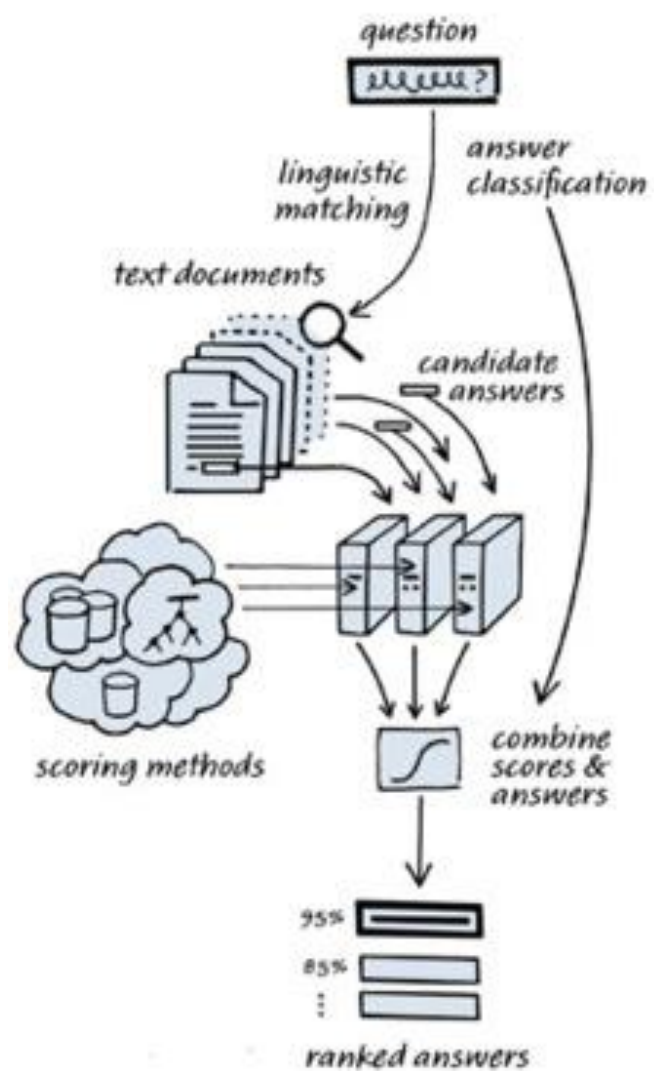 question
?
linguistic
matching
answer
classification
text documents
candidate
answers
scoring methods
combine
scores &
answers
95%
85%
ranked answers